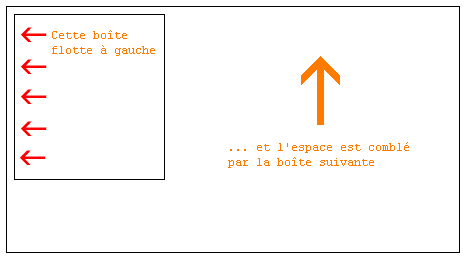 Cette boîte
flotte à gauche
... et l'espace est comblé
par la boîte suivante